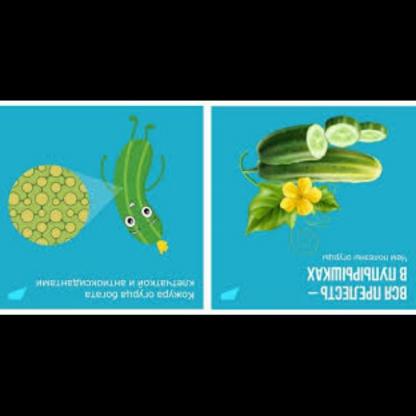 ВСЯ ПРЕЛЕСТЬ –
В ПУПЫРЫШКАХ
Чем полезны огурцы
Кожура огурца богата
клетчаткой и антиоксидантами